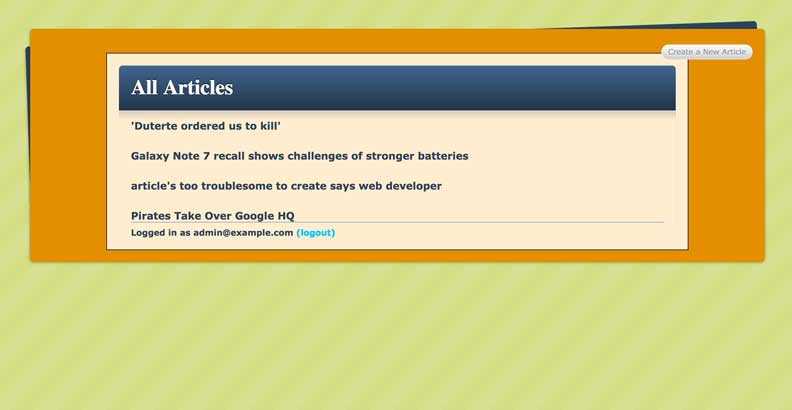 Create a New Article
All Articles
'Duterte ordered us to kill'
Galaxy Note 7 recall shows challenges of stronger batteries
article's too troublesome to create says web developer
Pirates Take Over Google HQ
Logged in as admin@example.com (logout)